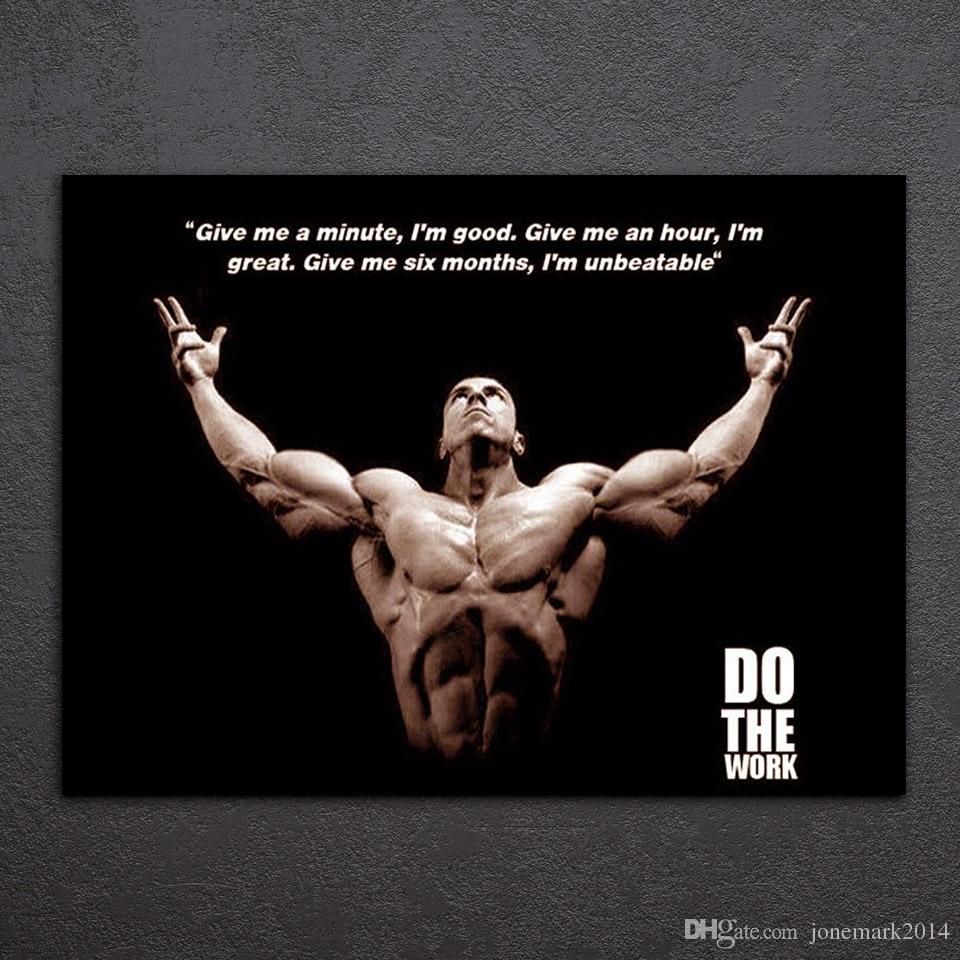 “Give me a minute, I'm good. Give me an hour, I'm
great. Give me six months, I'm unbeatable“
DO
THE
WORK
DHgate.com jonemark2014